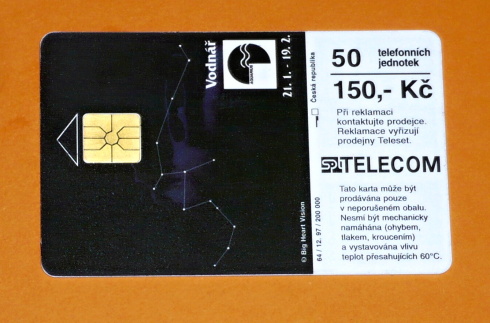 Vodnář
21. 1. - 19. 2.
© Big Heart Vision
50 telefonních
jednotek
150,- Kč
Česká republika
Při reklamaci
kontaktujte prodejce.
Reklamace vyřizují
prodejny Teleset.
SPT TELECOM
Tato karta může být
prodávána pouze
v neporušeném obalu.
Nesmí být mechanicky
namáhána (ohybem,
tlakem, kroucením)
a vystavována vlivu
teplot přesahujících 60°C.
64 / 12. 97 / 200 000